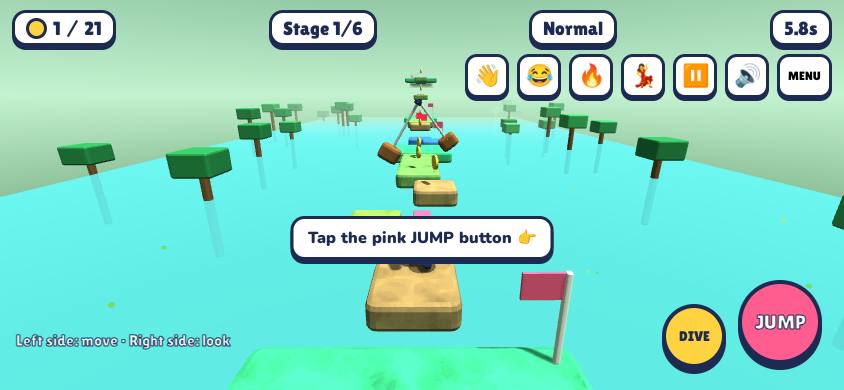 1 / 21
Stage 1/6
Normal
5.8s
MENU
Tap the pink JUMP button 👉
DIVE
JUMP
Left side: move · Right side: look